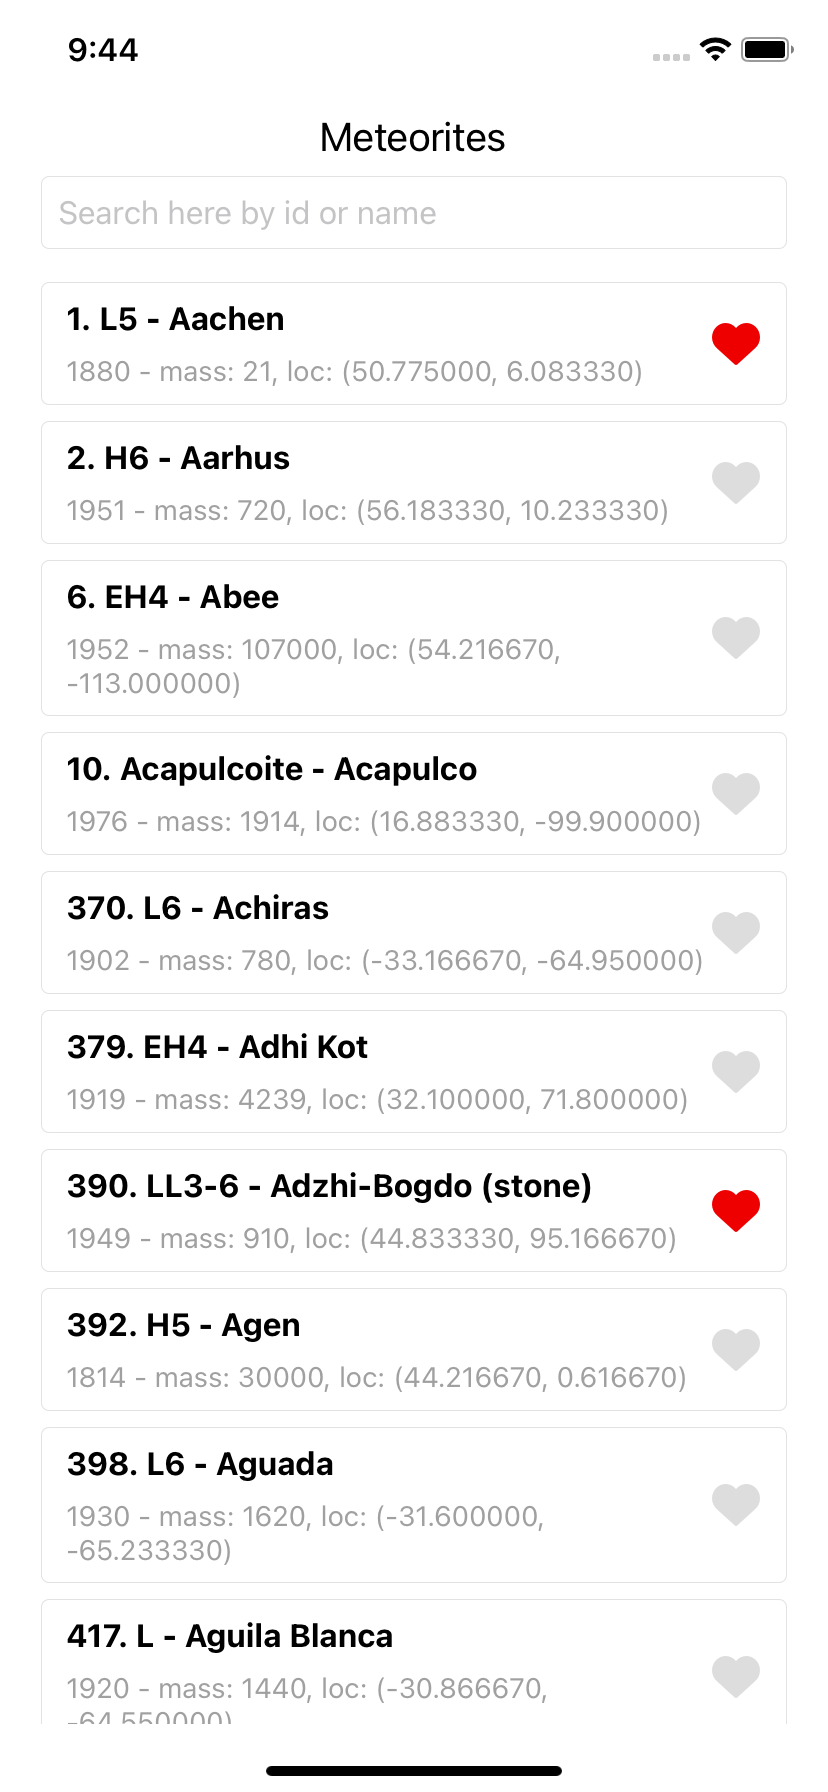 9:44
Meteorites
Search here by id or name
1. L5 - Aachen
1880 - mass: 21, loc: (50.775000, 6.083330)
2. H6 - Aarhus
1951 - mass: 720, loc: (56.183330, 10.233330)
6. EH4 - Abee
1952 - mass: 107000, loc: (54.216670,
-113.000000)
10. Acapulcoite - Acapulco
1976 - mass: 1914, loc: (16.883330, -99.900000)
370. L6 - Achiras
1902 - mass: 780, loc: (-33.166670, -64.950000)
379. EH4 - Adhi Kot
1919 - mass: 4239, loc: (32.100000, 71.800000)
390. LL3-6 - Adzhi-Bogdo (stone)
1949 - mass: 910, loc: (44.833330, 95.166670)
392. H5 - Agen
1814 - mass: 30000, loc: (44.216670, 0.616670)
398. L6 - Aguada
1930 - mass: 1620, loc: (-31.600000,
-65.233330)
417. L - Aguila Blanca
1920 - mass: 1440, loc: (-30.866670,
-64.550000)